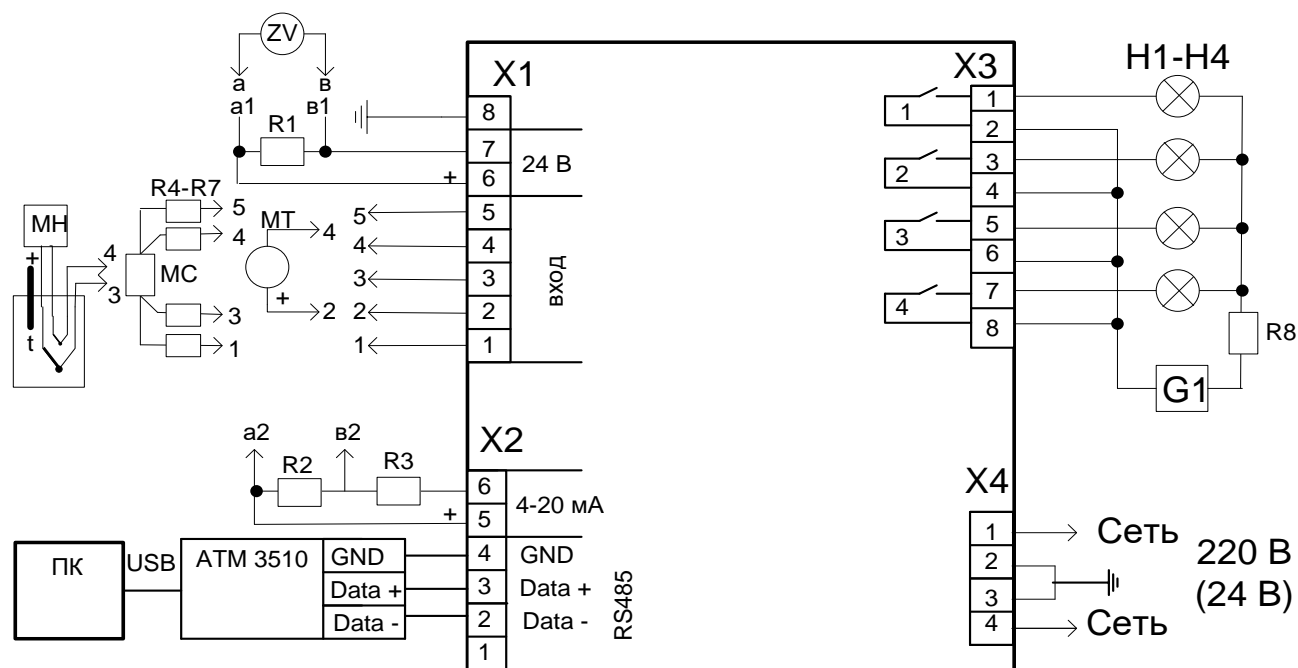 ZV
а в
а1 в1
R1
X1
8
7
6
24 В
+
R4-R7
5
4
МН
+
t
4
3
МС
3
1
МТ
4
+
2
5
4
3
2
1
5
4
3
2
1
вход
X3
1
2
3
4
1
2
3
4
5
6
7
8
H1-H4
R8
G1
а2 в2
R2 R3
X2
+
6
5
4-20 мА
4
3
2
1
GND
Data +
Data -
RS485
ПК
USB
АТМ 3510
GND
Data +
Data -
X4
1
2
3
4
Сеть
Сеть
220 В
(24 В)